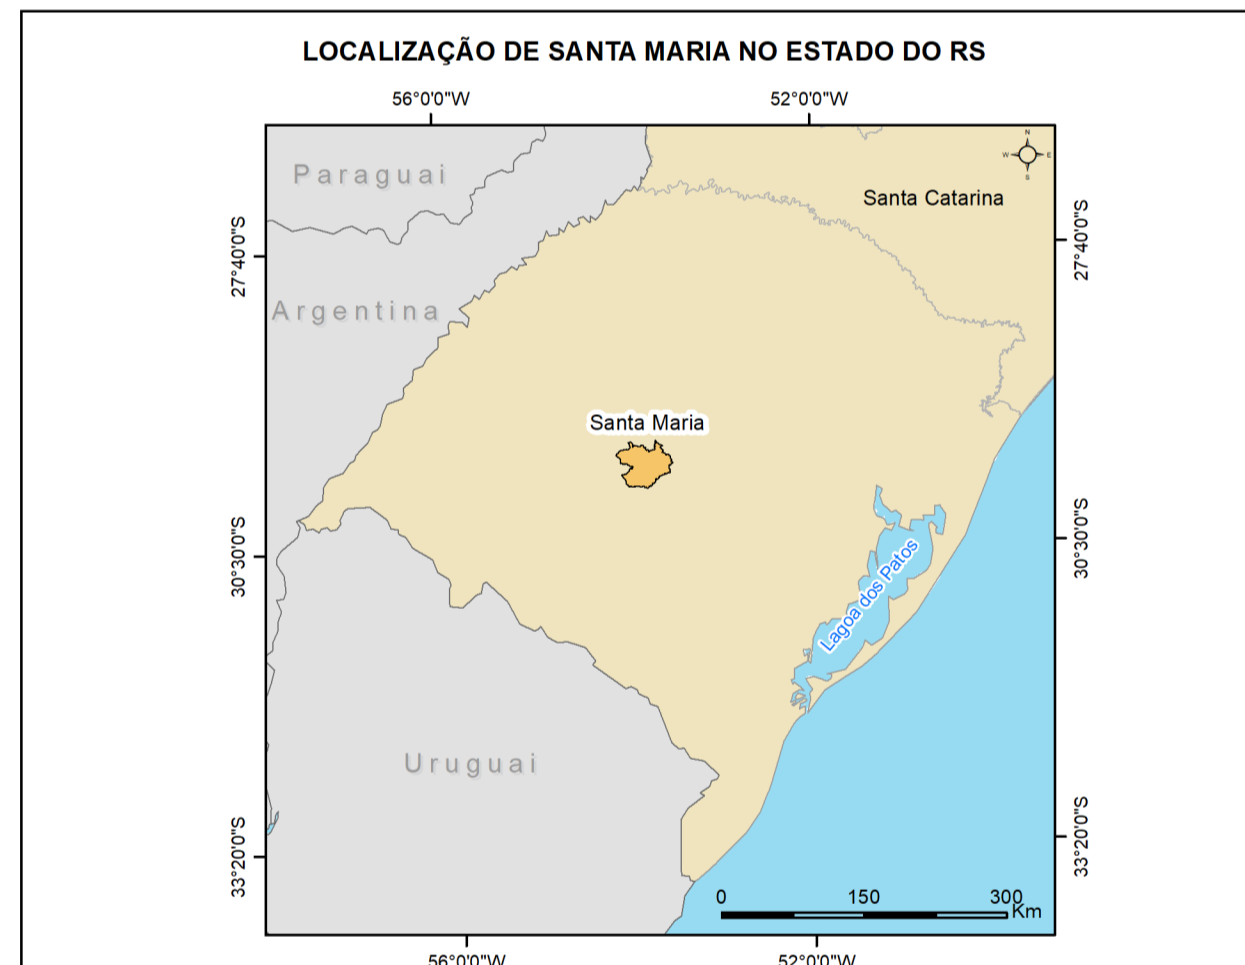 LOCALIZAÇÃO DE SANTA MARIA NO ESTADO DO RS
56°0'0"W
52°0'0"W
N
W
E
S
Paraguai
Santa Catarina
27°40'0"S
27°40'0"S
Argentina
Santa Maria
30°30'0"S
30°30'0"S
Lagoa dos Patos
Uruguai
33°20'0"S
33°20'0"S
0
150
300
Km
56°0'0"W
52°0'0"W